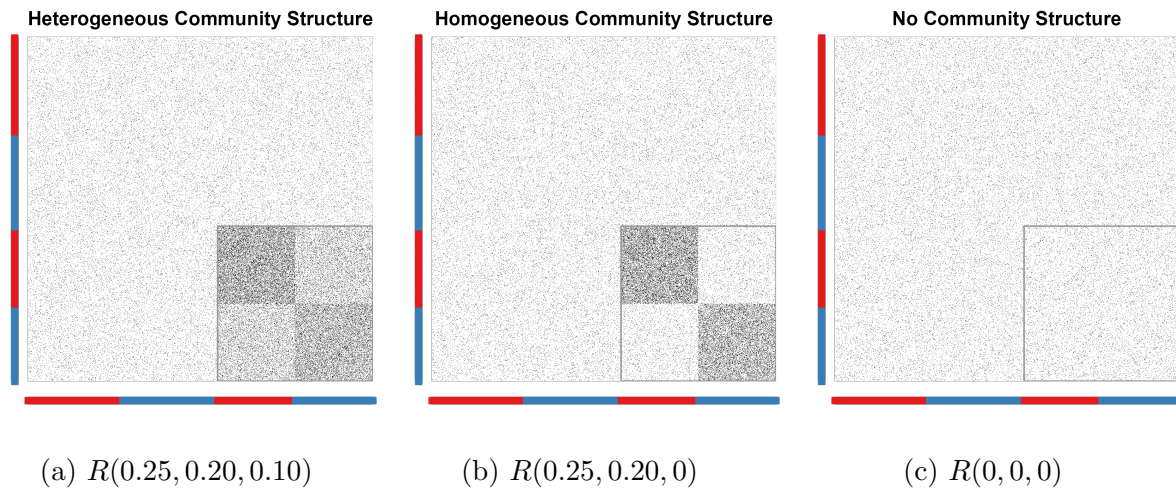 Heterogeneous Community Structure
Homogeneous Community Structure
No Community Structure
(a) R(0.25, 0.20, 0.10)
(b) R(0.25, 0.20, 0)
(c) R(0, 0, 0)